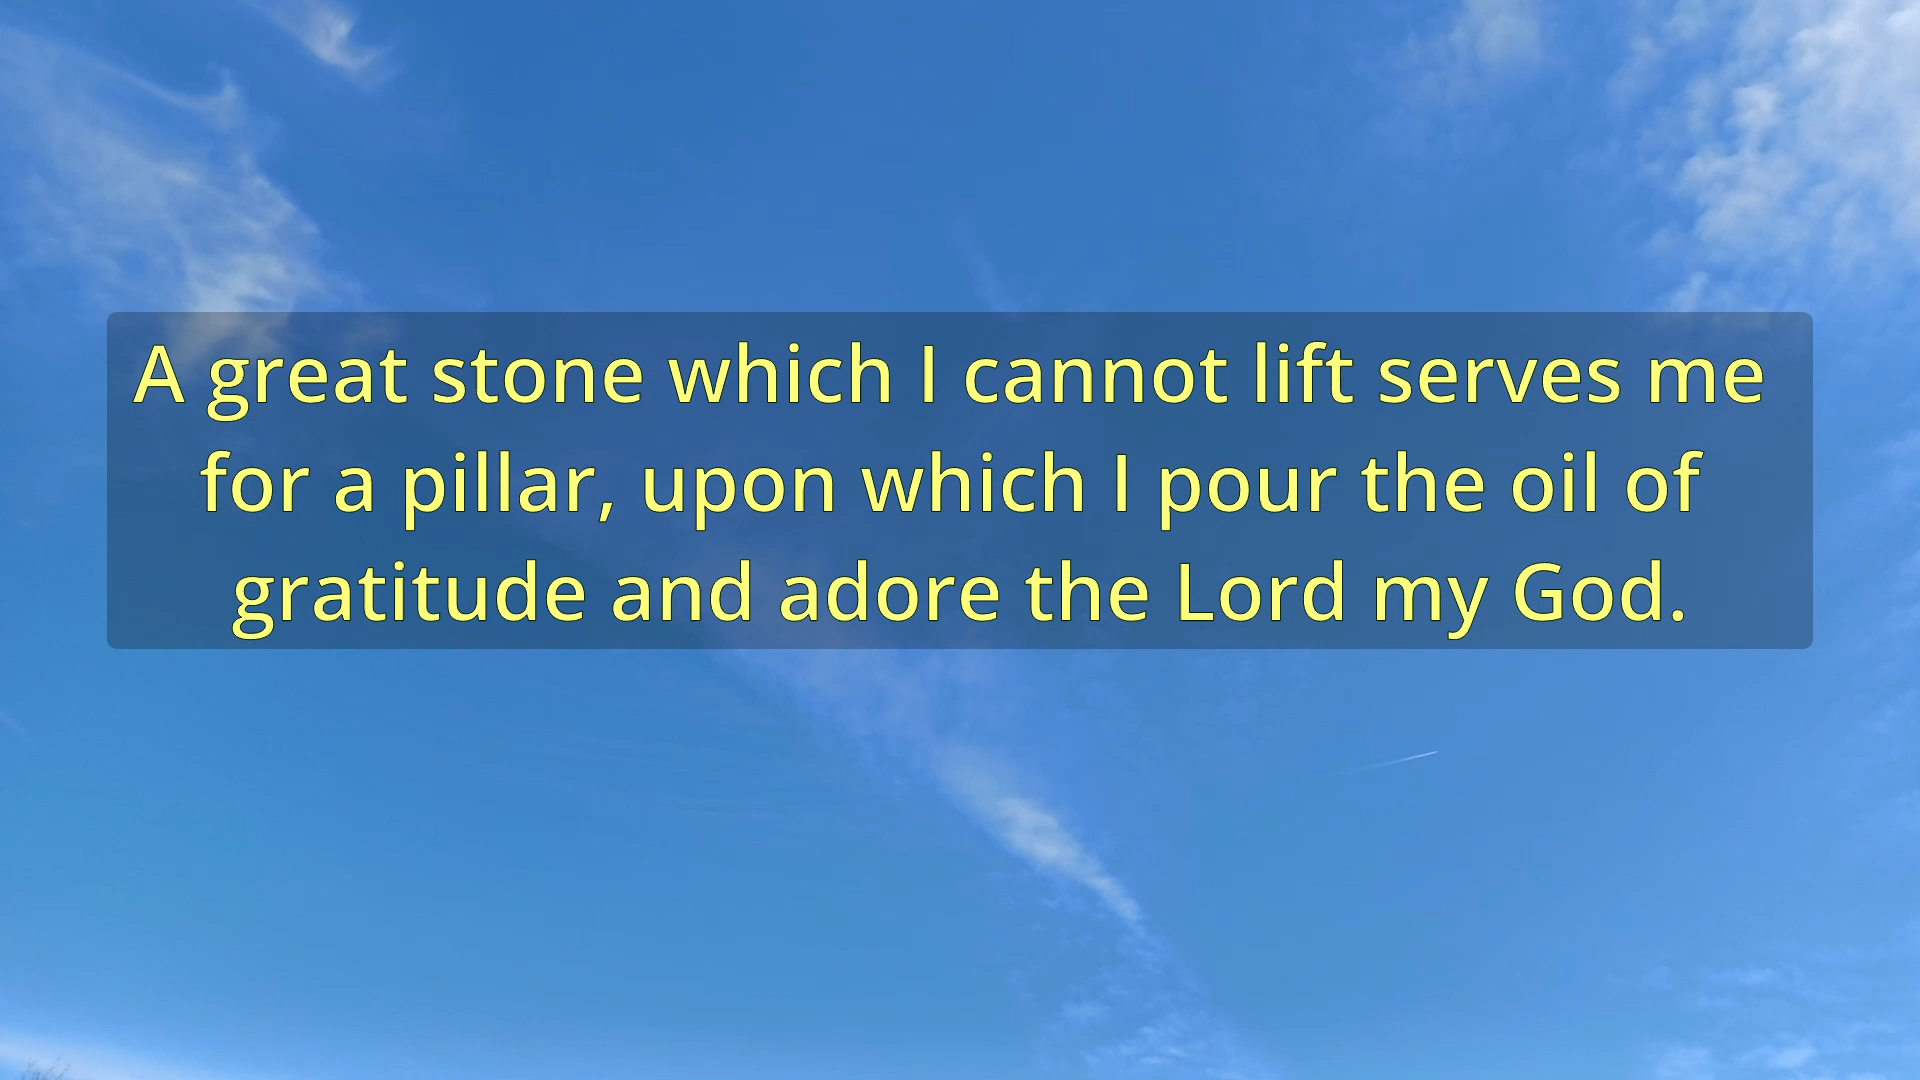 A great stone which I cannot lift serves me
for a pillar, upon which I pour the oil of
gratitude and adore the Lord my God.